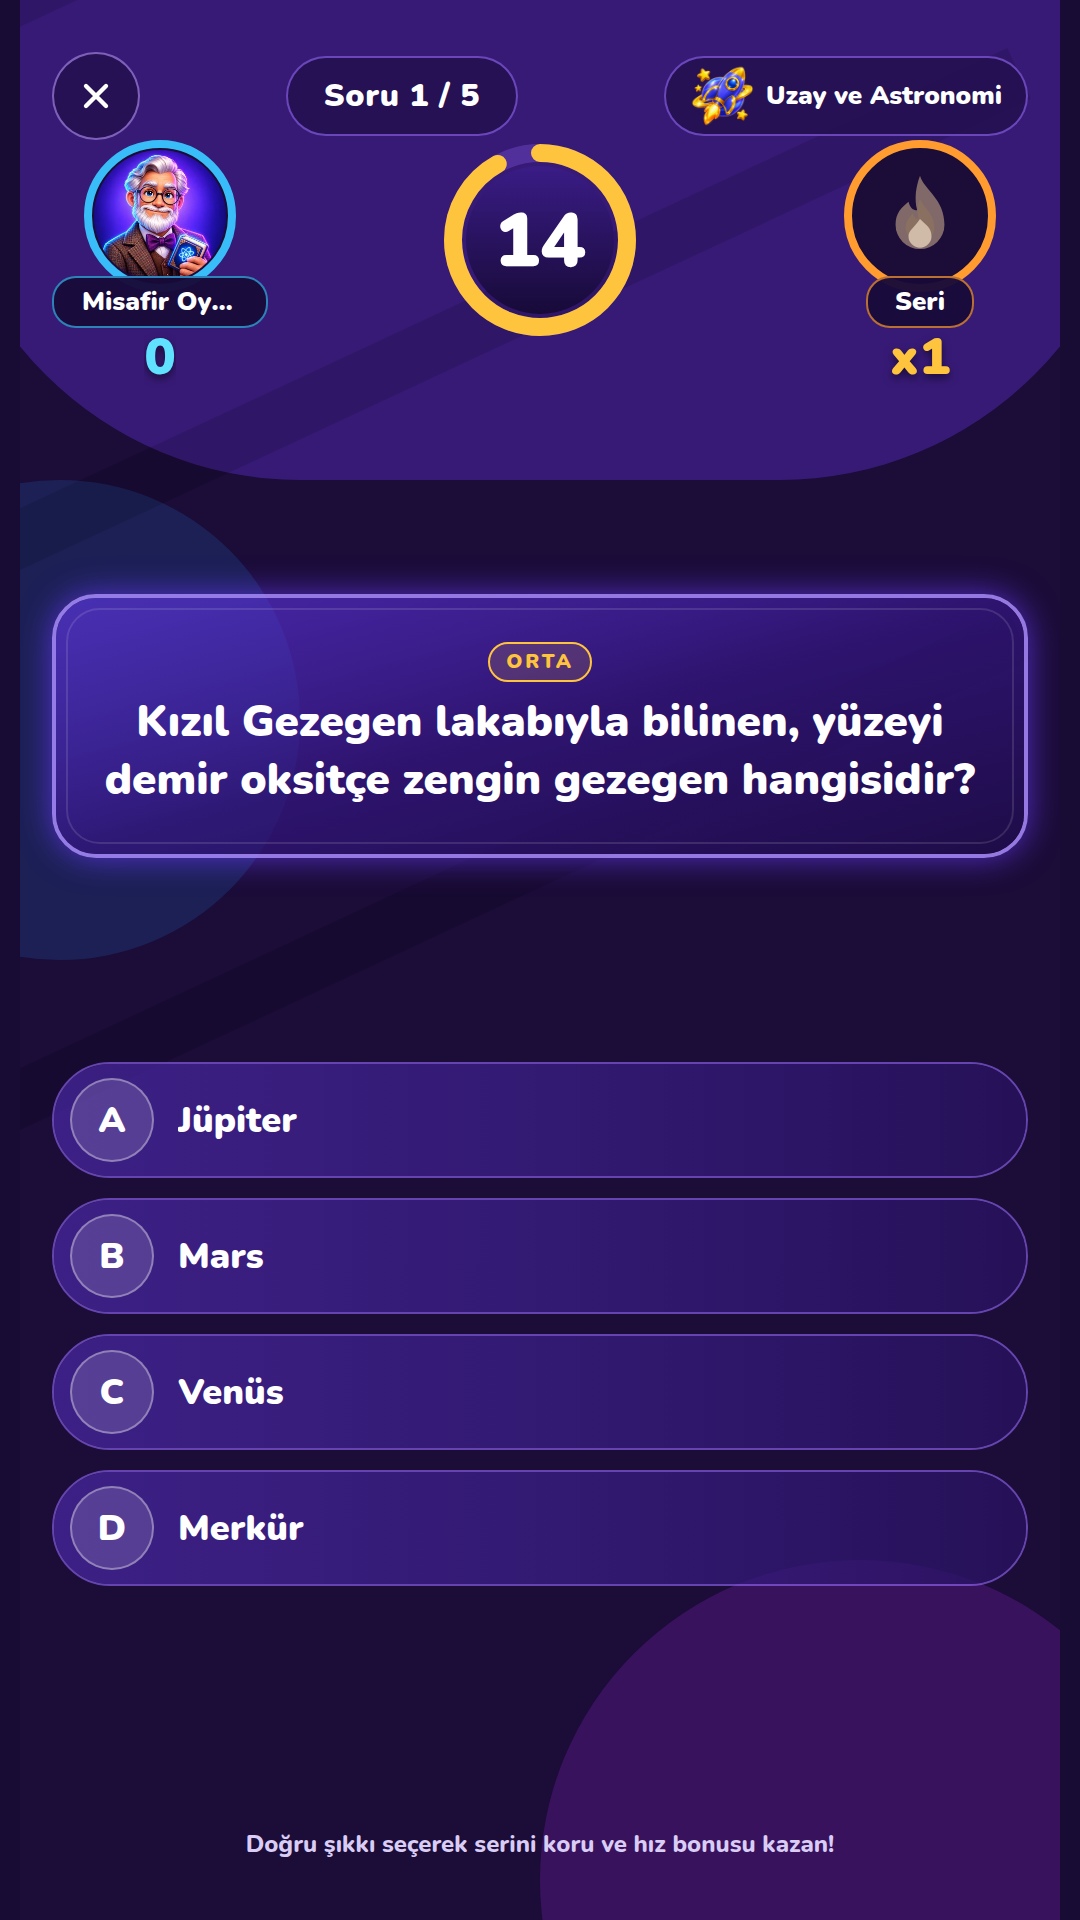 Soru 1 / 5
Uzay ve Astronomi
14
Misafir Oy...
Seri
0
x1
ORTA
Kızıl Gezegen lakabıyla bilinen, yüzeyi
demir oksitçe zengin gezegen hangisidir?
A Jüpiter
B Mars
C Venüs
D Merkür
Doğru şıkkı seçerek serini koru ve hız bonusu kazan!